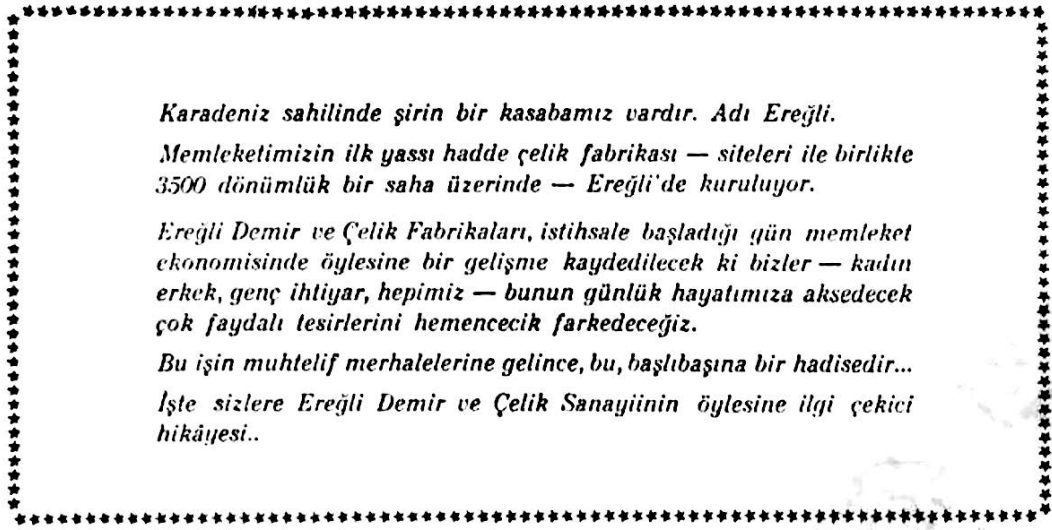 Karadeniz sahilinde şirin bir kasabamız vardır. Adı Ereğli.
Memleketimizin ilk yassı hadde çelik fabrikası — siteleri ile birlikte
3500 dönümlük bir saha üzerinde — Ereğli'de kuruluyor.
Ereğli Demir ve Çelik Fabrikaları, istihsale başladığı gün memleket
ekonomisinde öylesine bir gelişme kaydedilecek ki bizler — kadın
erkek, genç ihtiyar, hepimiz — bunun günlük hayatımıza aksedecek
çok faydalı tesirlerini hemencecik farkedeceğiz.
Bu işin muhtelif merhalelerine gelince, bu, başlıbaşına bir hadisedir...
İşte sizlere Ereğli Demir ve Çelik Sanayiinin öylesine ilgi çekici
hikâyesi..